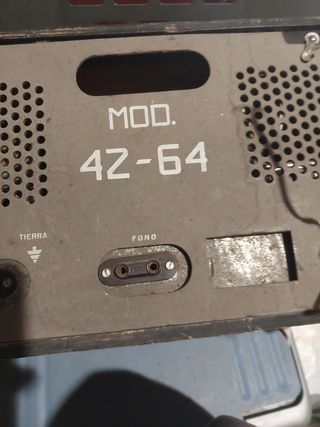 MOD.
42-64
TIERRA
FONO